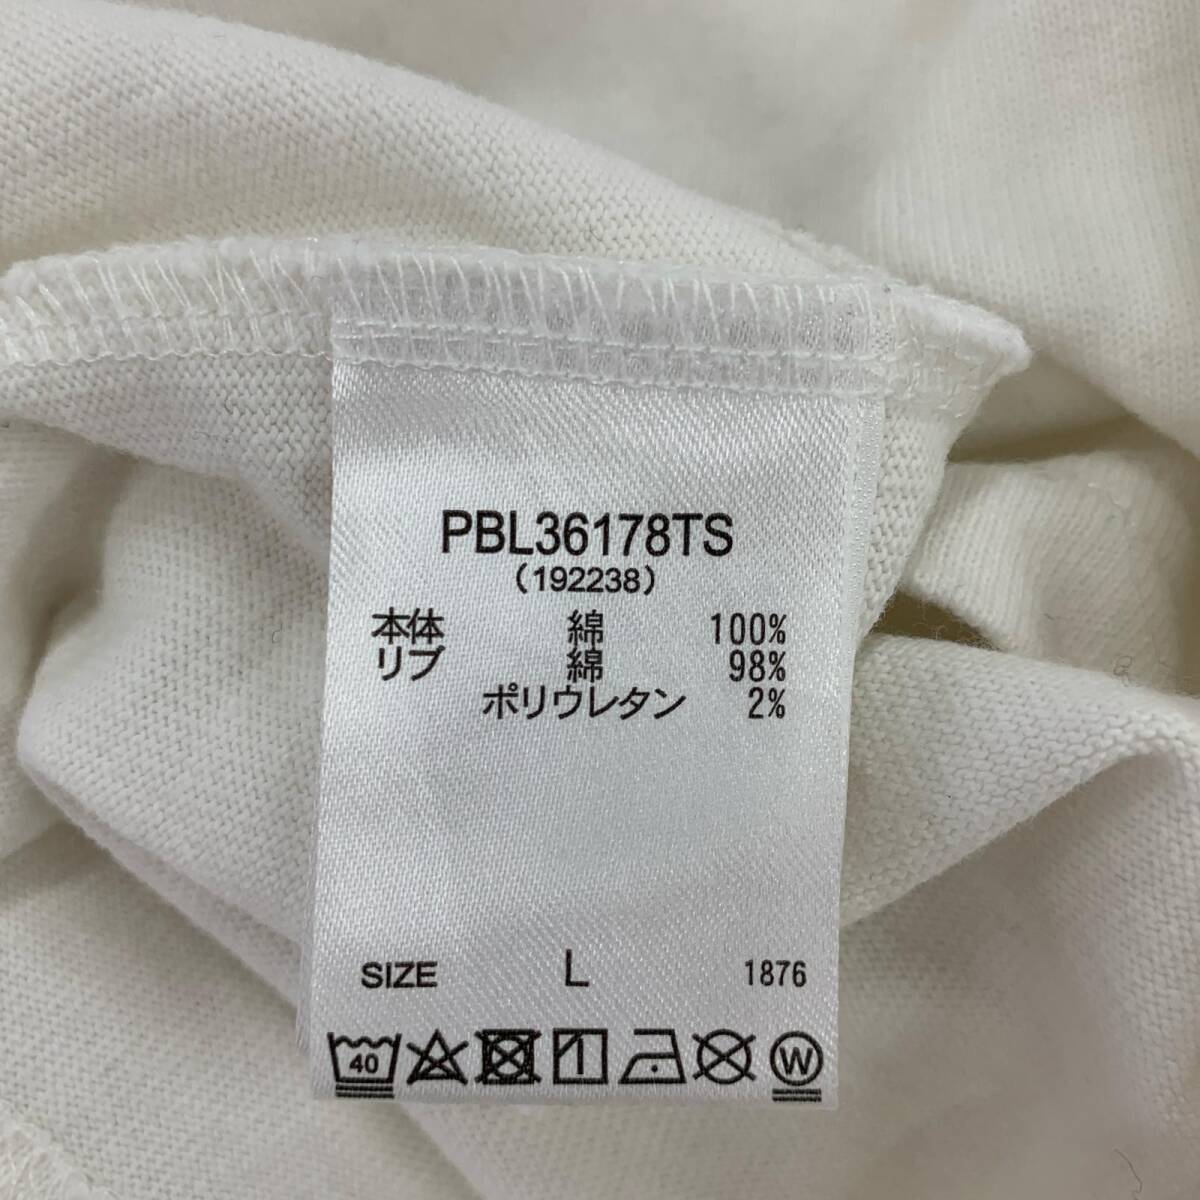 PBL36178TS
(192238)
本体 綿 100%
リブ 綿 98%
ポリウレタン 2%
SIZE L 1876
40 W